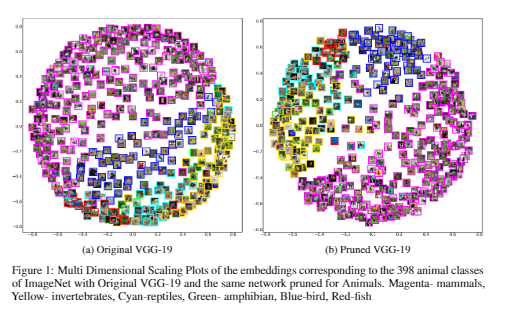 (a) Original VGG-19
(b) Pruned VGG-19
Figure 1: Multi Dimensional Scaling Plots of the embeddings corresponding to the 398 animal classes
of ImageNet with Original VGG-19 and the same network pruned for Animals. Magenta- mammals,
Yellow- invertebrates, Cyan-reptiles, Green- amphibian, Blue-bird, Red-fish